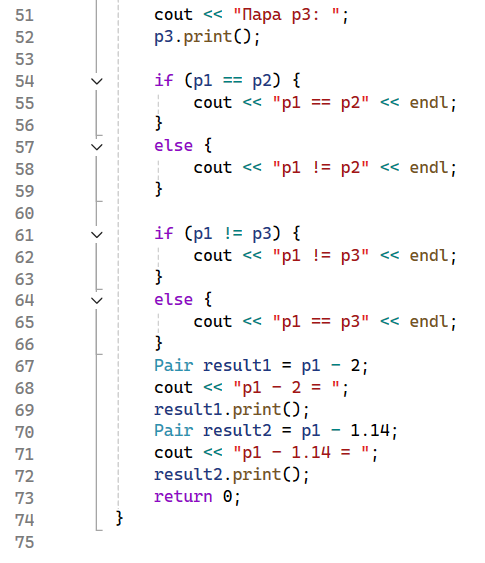 51 cout << "Пара p3: ";
52 p3.print();
53
54 if (p1 == p2) {
55 cout << "p1 == p2" << endl;
56 }
57 else {
58 cout << "p1 != p2" << endl;
59 }
60
61 if (p1 != p3) {
62 cout << "p1 != p3" << endl;
63 }
64 else {
65 cout << "p1 == p3" << endl;
66 }
67 Pair result1 = p1 - 2;
68 cout << "p1 - 2 = ";
69 result1.print();
70 Pair result2 = p1 - 1.14;
71 cout << "p1 - 1.14 = ";
72 result2.print();
73 return 0;
74 }
75